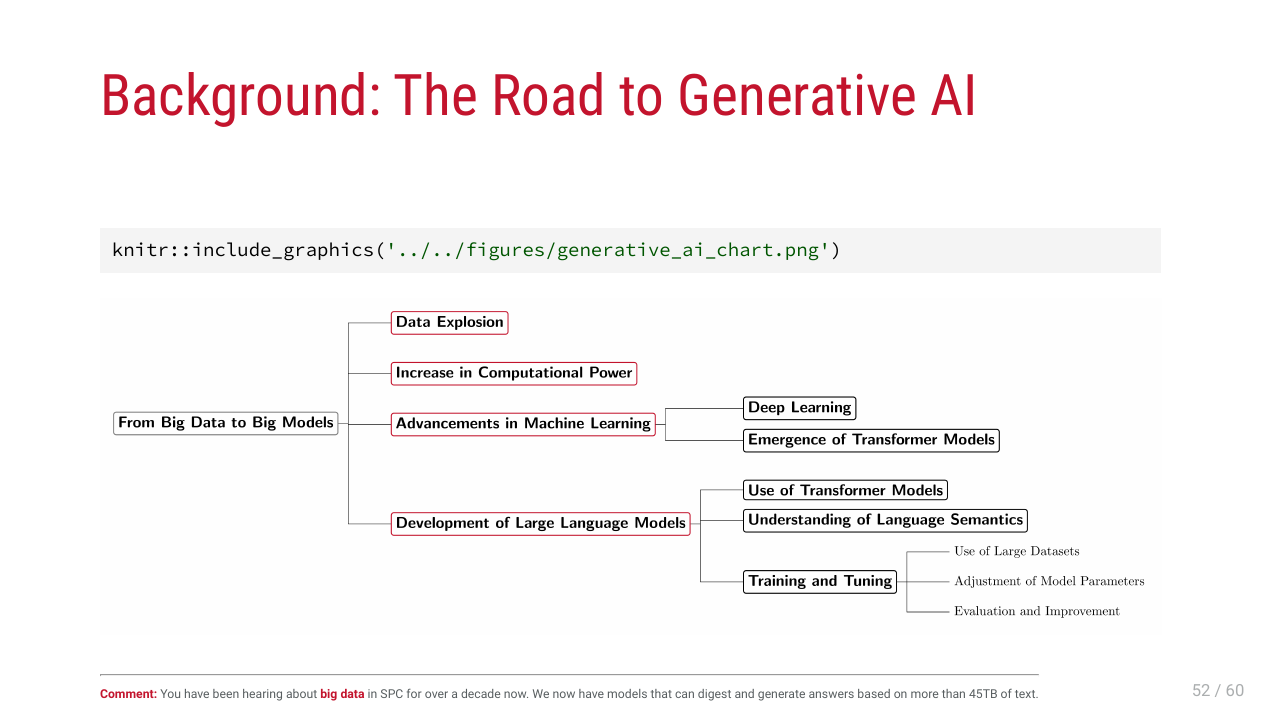 Background: The Road to Generative AI
knitr::include_graphics('../../figures/generative_ai_chart.png')
From Big Data to Big Models
Data Explosion
Increase in Computational Power
Advancements in Machine Learning
Deep Learning
Emergence of Transformer Models
Development of Large Language Models
Use of Transformer Models
Understanding of Language Semantics
Training and Tuning
Use of Large Datasets
Adjustment of Model Parameters
Evaluation and Improvement
Comment: You have been hearing about big data in SPC for over a decade now. We now have models that can digest and generate answers based on more than 45TB of text.
52 / 60